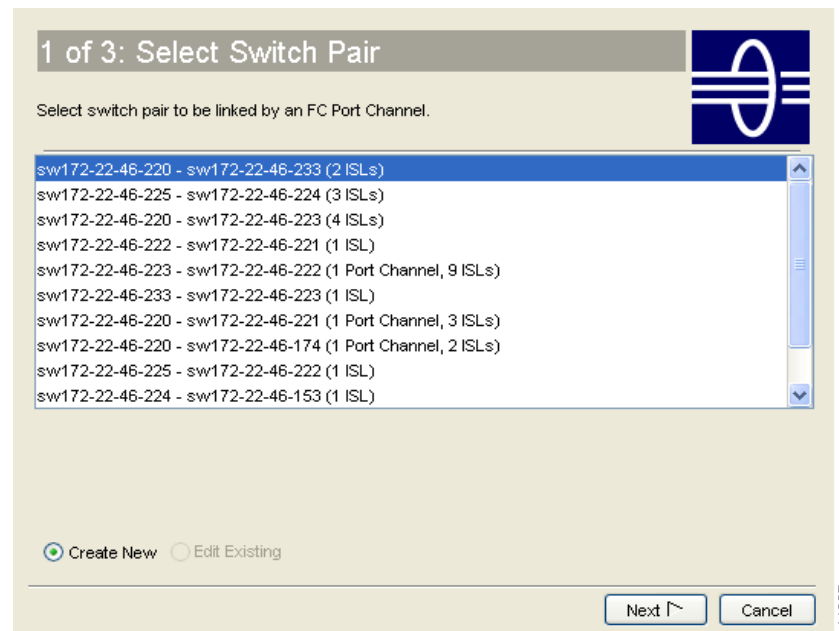 1 of 3: Select Switch Pair
Select switch pair to be linked by an FC Port Channel.
sw172-22-46-220 - sw172-22-46-233 (2 ISLs)
sw172-22-46-225 - sw172-22-46-224 (3 ISLs)
sw172-22-46-220 - sw172-22-46-223 (4 ISLs)
sw172-22-46-222 - sw172-22-46-221 (1 ISL)
sw172-22-46-223 - sw172-22-46-222 (1 Port Channel, 9 ISLs)
sw172-22-46-233 - sw172-22-46-223 (1 ISL)
sw172-22-46-220 - sw172-22-46-221 (1 Port Channel, 3 ISLs)
sw172-22-46-220 - sw172-22-46-174 (1 Port Channel, 2 ISLs)
sw172-22-46-225 - sw172-22-46-222 (1 ISL)
sw172-22-46-224 - sw172-22-46-153 (1 ISL)
Create New Edit Existing
Next Cancel